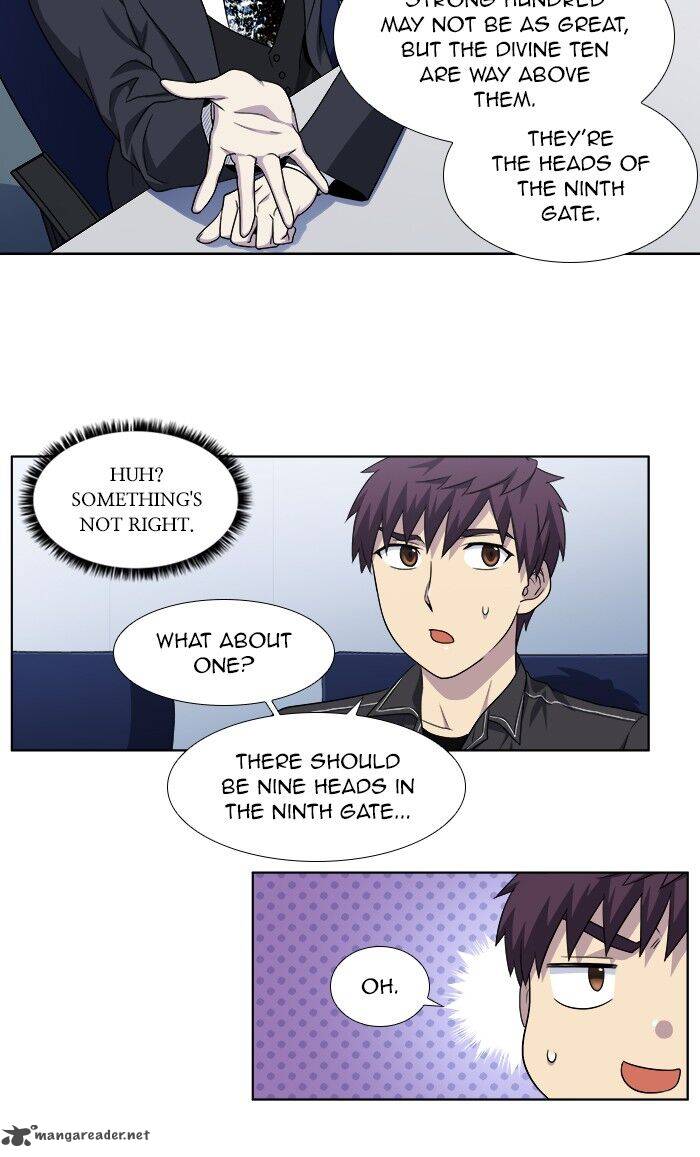 STRONG HUNDRED
MAY NOT BE AS GREAT,
BUT THE DIVINE TEN
ARE WAY ABOVE
THEM.
THEY'RE
THE HEADS OF
THE NINTH
GATE.
HUH?
SOMETHING'S
NOT RIGHT.
WHAT ABOUT
ONE?
THERE SHOULD
BE NINE HEADS IN
THE NINTH GATE...
OH.
mangareader.net